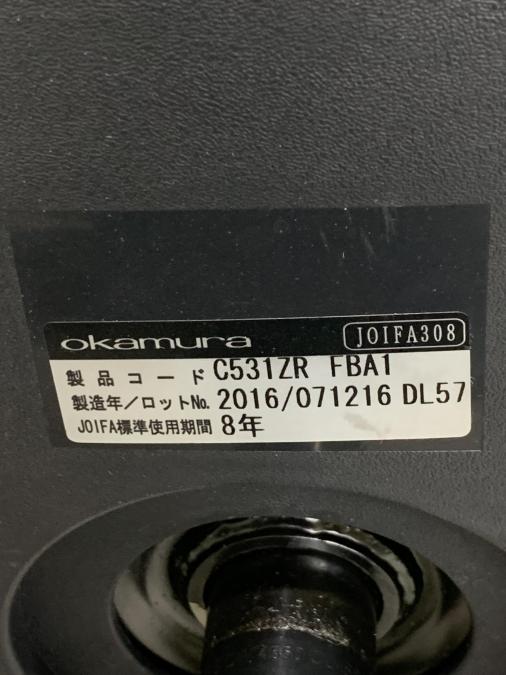 okamura JOIFA308
製品コード C531ZR FBA1
製造年/ロットNo. 2016/071216 DL57
JOIFA標準使用期間 8年